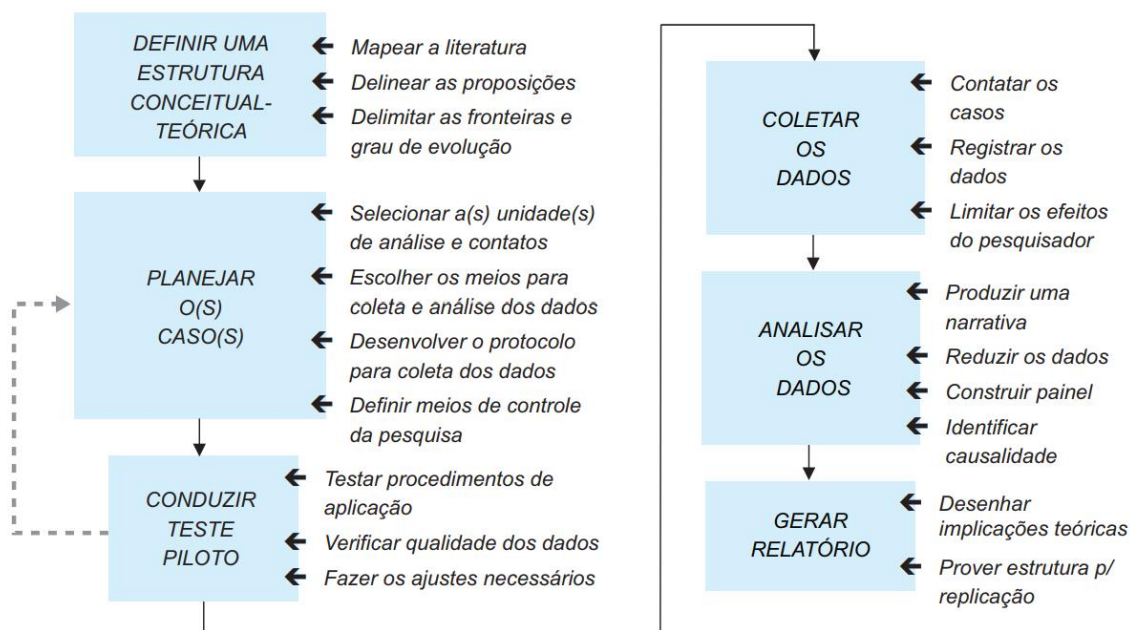 DEFINIR UMA
ESTRUTURA
CONCEITUAL-
TEÓRICA
Mapear a literatura
Delinear as proposições
Delimitar as fronteiras e
grau de evolução
PLANEJAR
O(S)
CASO(S)
Selecionar a(s) unidade(s)
de análise e contatos
Escolher os meios para
coleta e análise dos dados
Desenvolver o protocolo
para coleta dos dados
Definir meios de controle
da pesquisa
CONDUZIR
TESTE
PILOTO
Testar procedimentos de
aplicação
Verificar qualidade dos dados
Fazer os ajustes necessários
COLETAR
OS
DADOS
Contatar os
casos
Registrar os
dados
Limitar os efeitos
do pesquisador
ANALISAR
OS
DADOS
Produzir uma
narrativa
Reduzir os dados
Construir painel
Identificar
causalidade
GERAR
RELATÓRIO
Desenhar
implicações teóricas
Prover estrutura p/
replicação